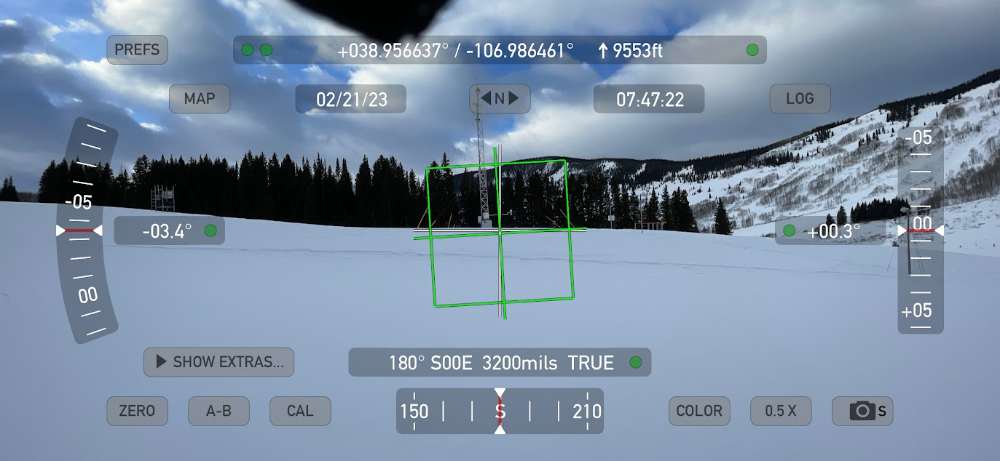 PREFS
+038.956637° / -106.986461° ↑ 9553ft
MAP
02/21/23
◀N▶
07:47:22
LOG
-05
00
-03.4°
+00.3°
-05
00
+05
▶ SHOW EXTRAS...
180° S00E 3200mils TRUE
ZERO
A-B
CAL
150 S 210
COLOR
0.5 X
S